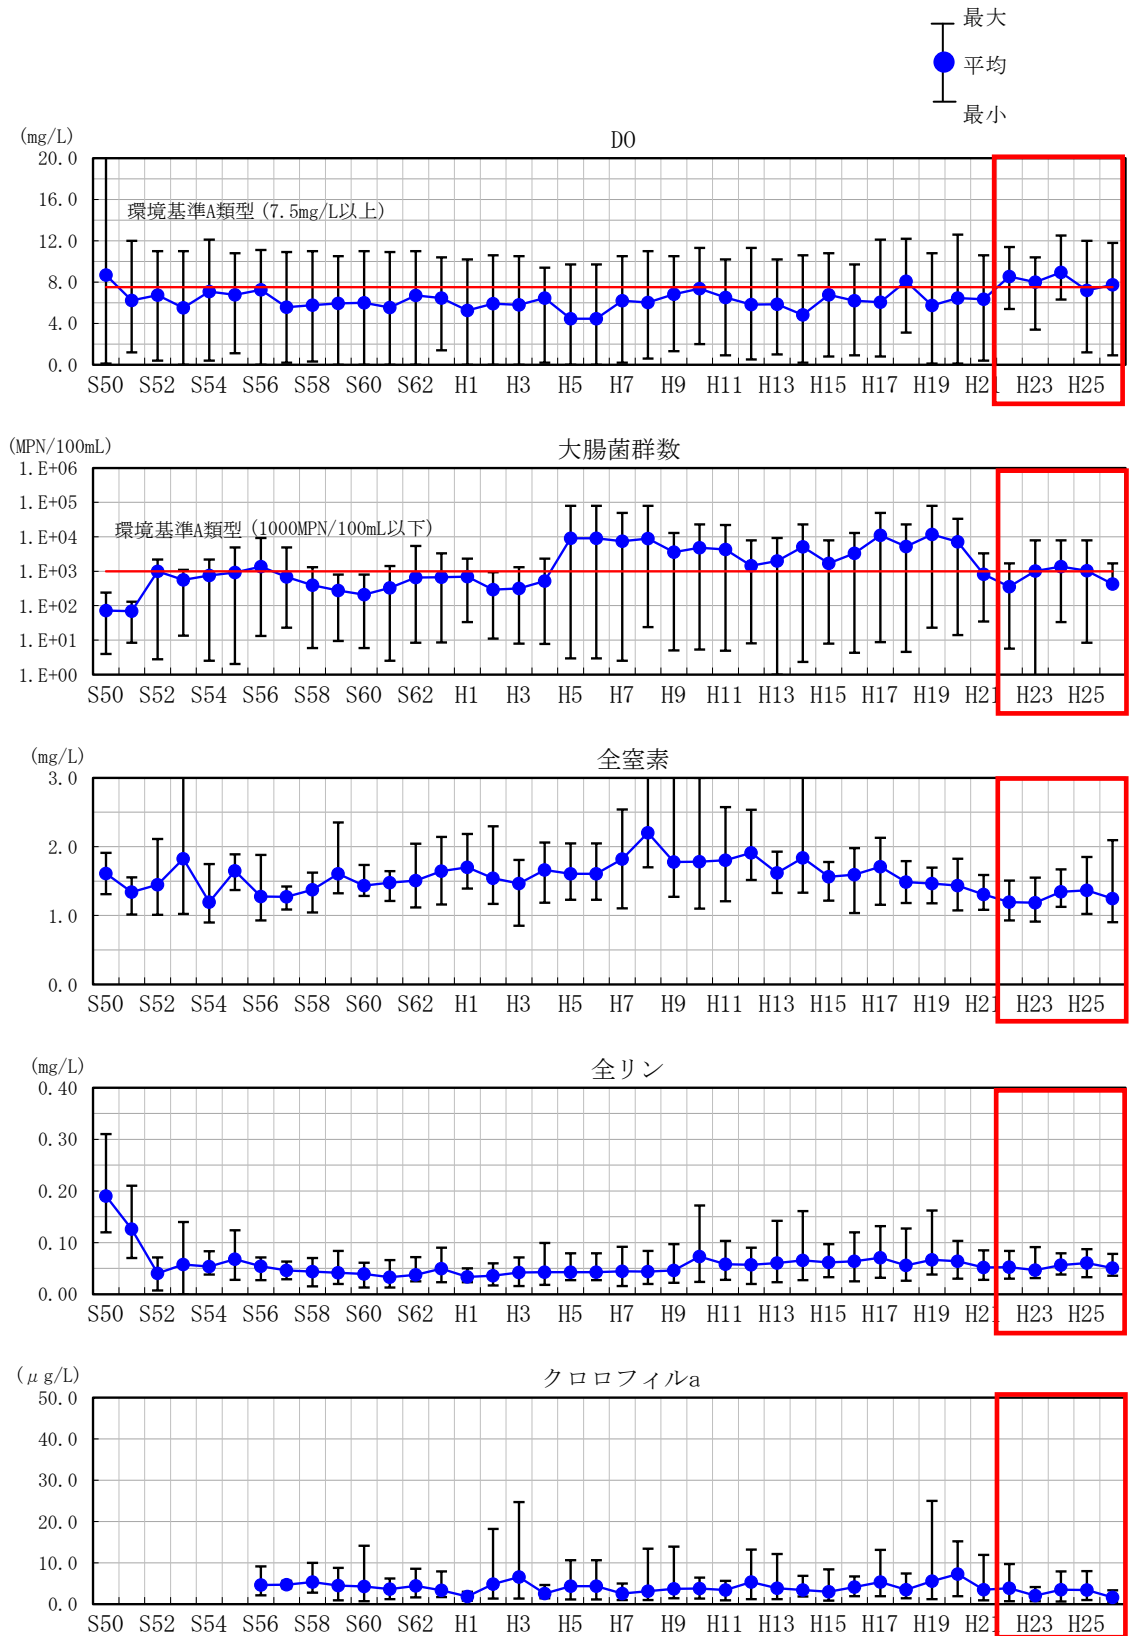 最大
平均
最小
(mg/L)
DO
20.0
16.0
12.0
8.0
4.0
0.0
環境基準A類型(7.5mg/L以上)
S50 S52 S54 S56 S58 S60 S62 H1 H3 H5 H7 H9 H11 H13 H15 H17 H19 H21 H23 H25
(MPN/100mL)
大腸菌群数
1.E+06
1.E+05
1.E+04
1.E+03
1.E+02
1.E+01
1.E+00
環境基準A類型(1000MPN/100mL以下)
S50 S52 S54 S56 S58 S60 S62 H1 H3 H5 H7 H9 H11 H13 H15 H17 H19 H21 H23 H25
(mg/L)
全窒素
3.0
2.0
1.0
0.0
S50 S52 S54 S56 S58 S60 S62 H1 H3 H5 H7 H9 H11 H13 H15 H17 H19 H21 H23 H25
(mg/L)
全リン
0.40
0.30
0.20
0.10
0.00
S50 S52 S54 S56 S58 S60 S62 H1 H3 H5 H7 H9 H11 H13 H15 H17 H19 H21 H23 H25
(μg/L)
クロロフィルa
50.0
40.0
30.0
20.0
10.0
0.0
S50 S52 S54 S56 S58 S60 S62 H1 H3 H5 H7 H9 H11 H13 H15 H17 H19 H21 H23 H25